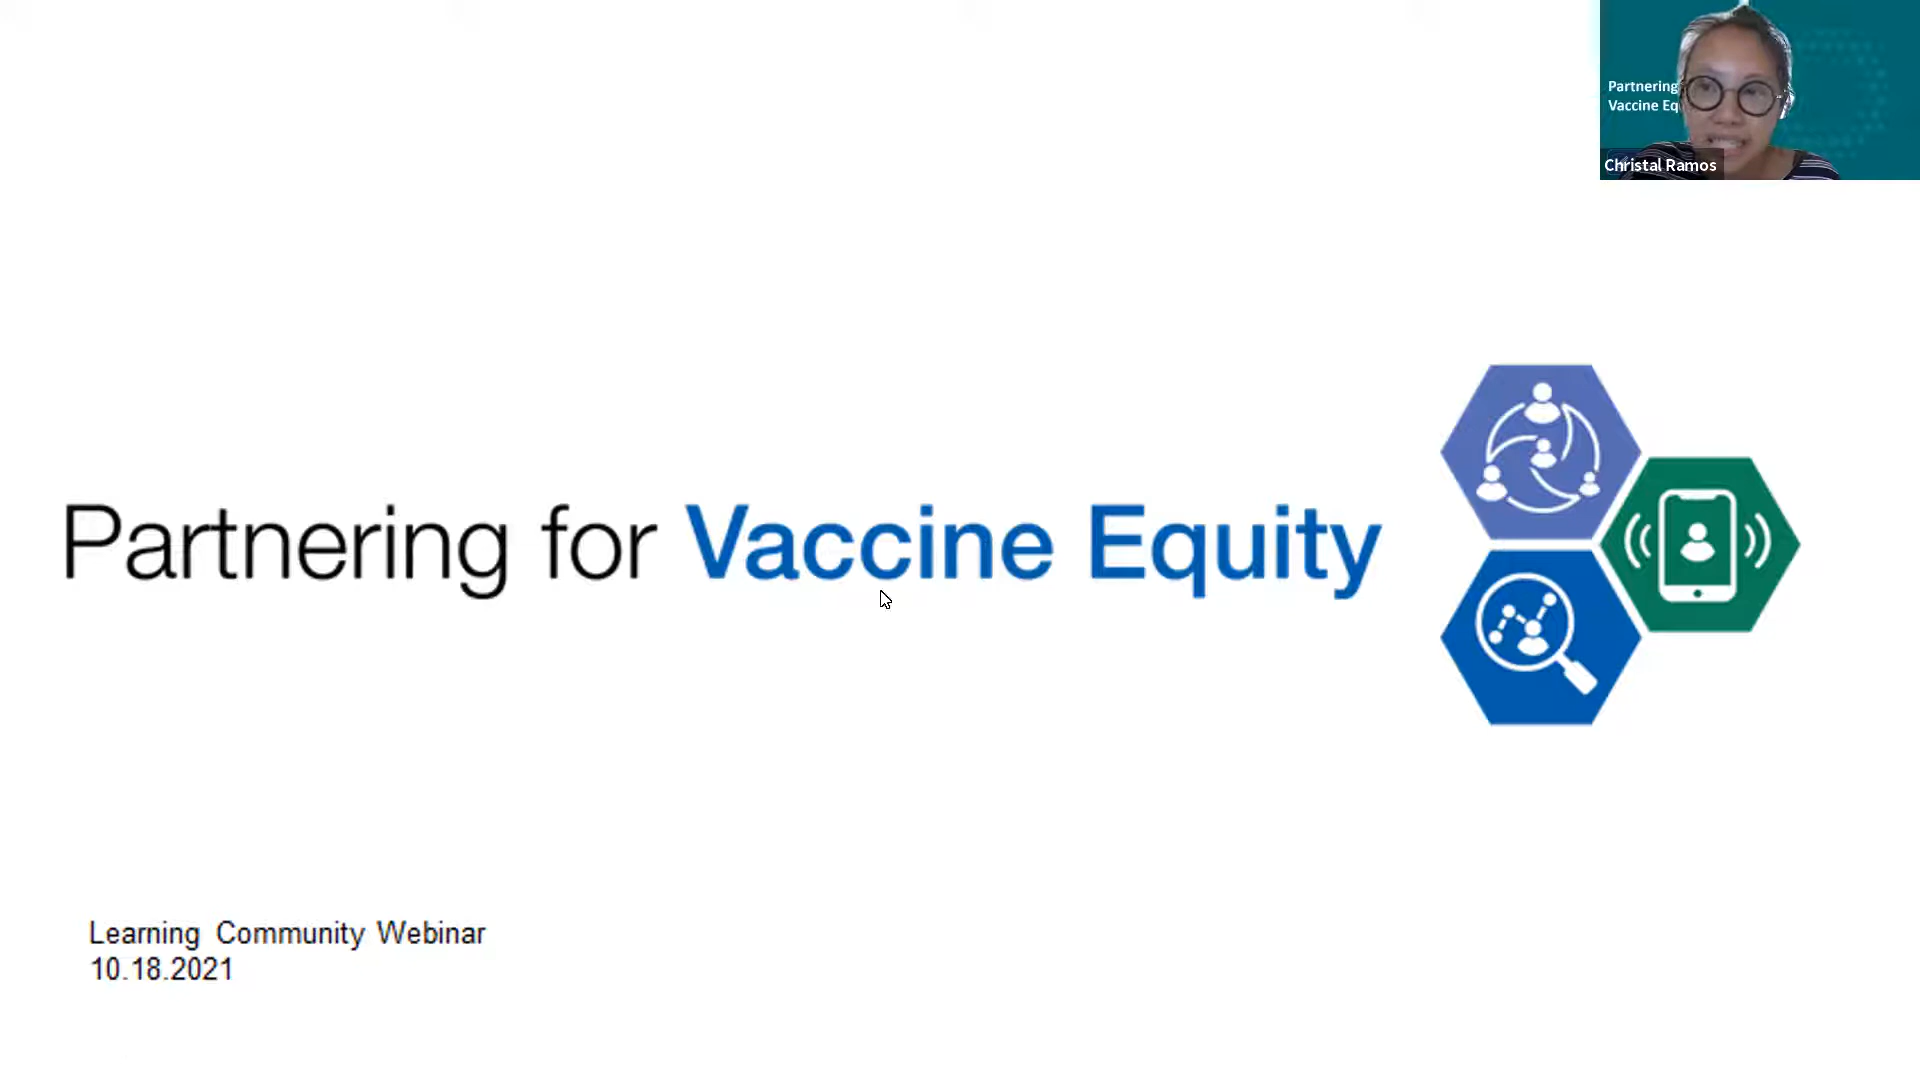 Partnering
Vaccine Eq
Christal Ramos
Partnering for Vaccine Equity
Learning Community Webinar
10.18.2021